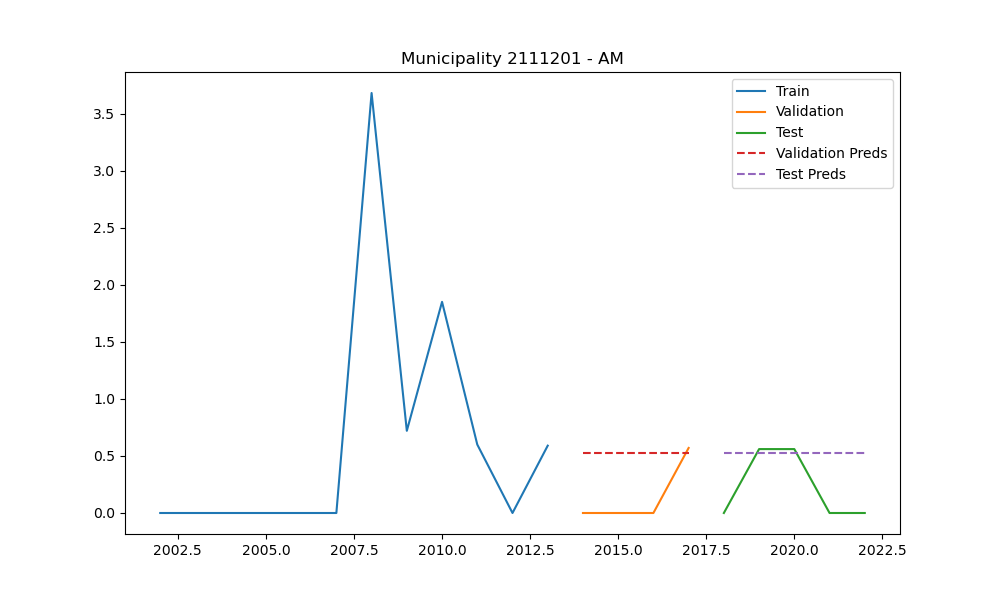 Municipality 2111201 - AM
Train
Validation
Test
Validation Preds
Test Preds
3.5
3.0
2.5
2.0
1.5
1.0
0.5
0.0
2002.5 2005.0 2007.5 2010.0 2012.5 2015.0 2017.5 2020.0 2022.5